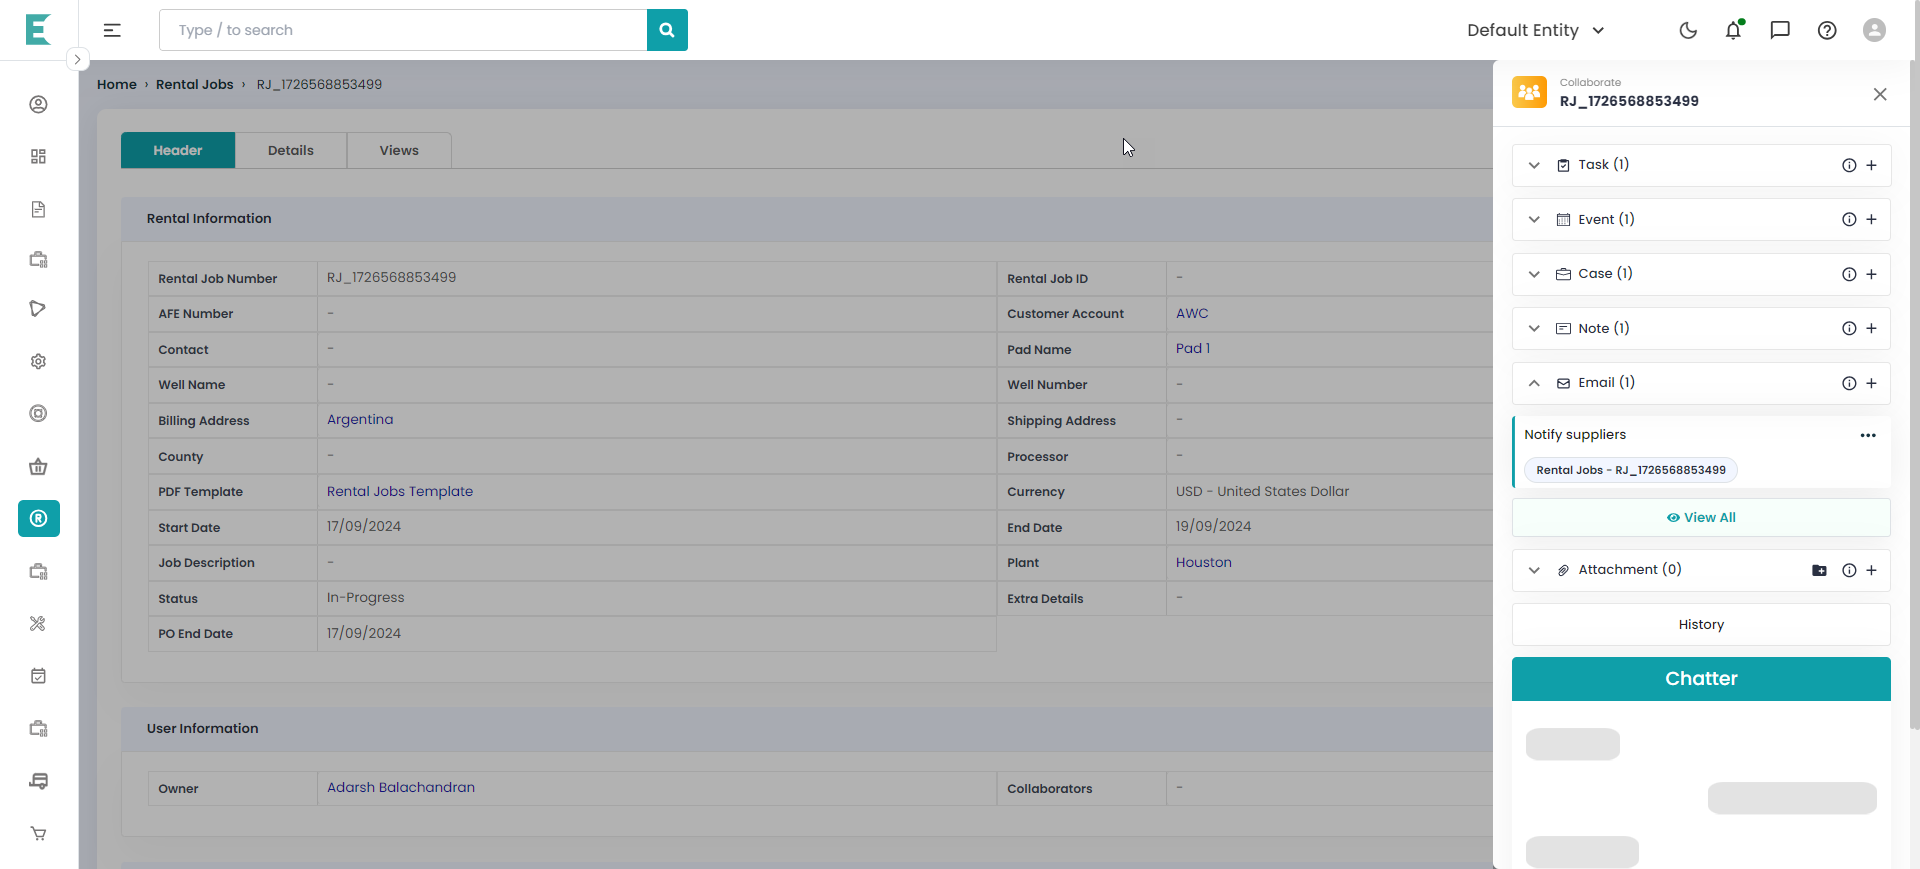 Type / to search
Default Entity
Home › Rental Jobs › RJ_1726568853499
Header
Details
Views
Rental Information
Rental Job Number RJ_1726568853499 Rental Job ID -
AFE Number - Customer Account AWC
Contact - Pad Name Pad 1
Well Name - Well Number -
Billing Address Argentina Shipping Address -
County - Processor -
PDF Template Rental Jobs Template Currency USD - United States Dollar
Start Date 17/09/2024 End Date 19/09/2024
Job Description - Plant Houston
Status In-Progress Extra Details -
PO End Date 17/09/2024
User Information
Owner Adarsh Balachandran Collaborators -
Collaborate
RJ_1726568853499
Task (1)
Event (1)
Case (1)
Note (1)
Email (1)
Notify suppliers
Rental Jobs - RJ_1726568853499
View All
Attachment (0)
History
Chatter